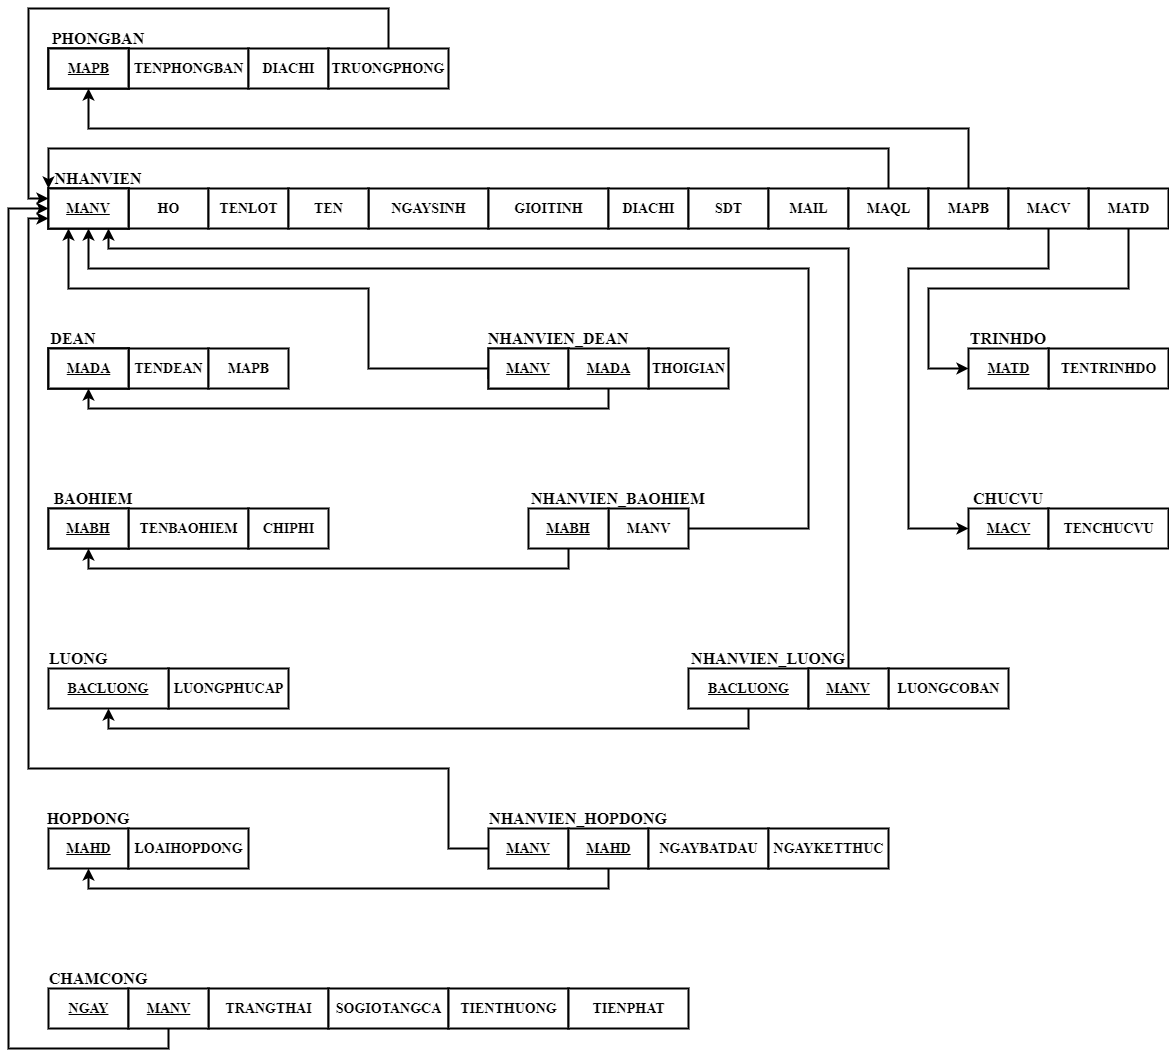 PHONGBAN
MAPB TENPHONGBAN DIACHI TRUONGPHONG
NHANVIEN
MANV HO TENLOT TEN NGAYSINH GIOITINH DIACHI SDT MAIL MAQL MAPB MACV MATD
DEAN NHANVIEN_DEAN TRINHDO
MADA TENDEAN MAPB MANV MADA THOIGIAN MATD TENTRINHDO
BAOHIEM NHANVIEN_BAOHIEM CHUCVU
MABH TENBAOHIEM CHIPHI MABH MANV MACV TENCHUCVU
LUONG NHANVIEN_LUONG
BACLUONG LUONGPHUCAP BACLUONG MANV LUONGCOBAN
HOPDONG NHANVIEN_HOPDONG
MAHD LOAIHOPDONG MANV MAHD NGAYBATDAU NGAYKETTHUC
CHAMCONG
NGAY MANV TRANGTHAI SOGIOTANGCA TIENTHUONG TIENPHAT